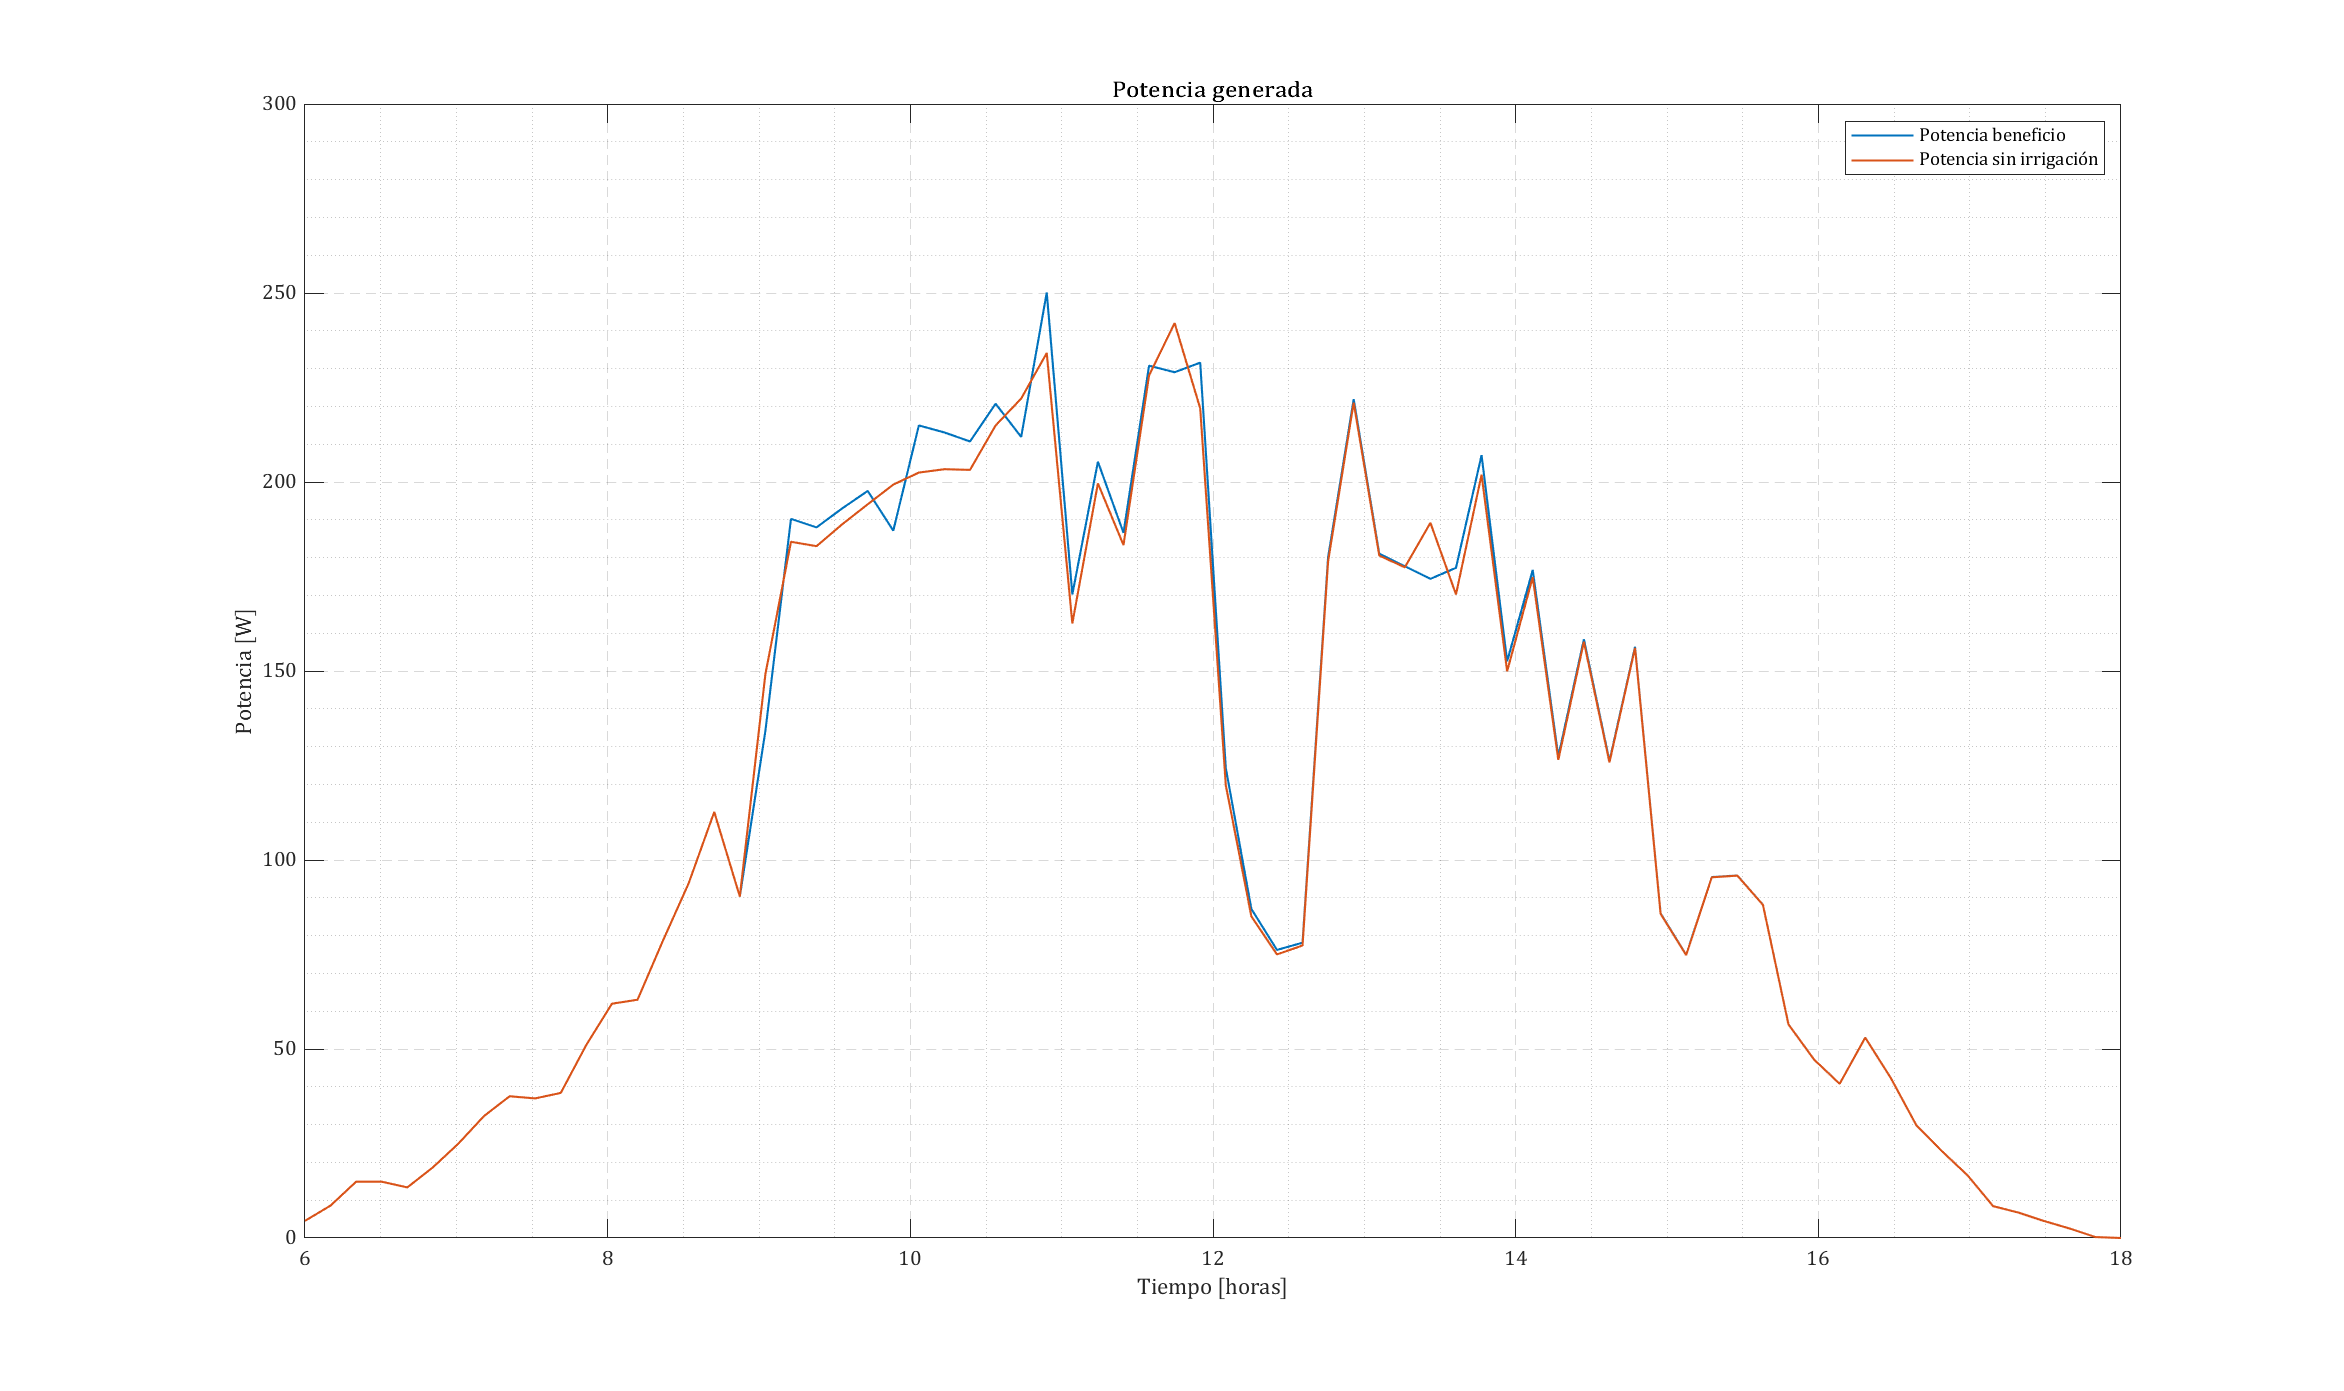 Potencia generada
300
250
200
150
100
50
0
Potencia [W]
6 8 10 12 14 16 18
Tiempo [horas]
Potencia beneficio
Potencia sin irrigación